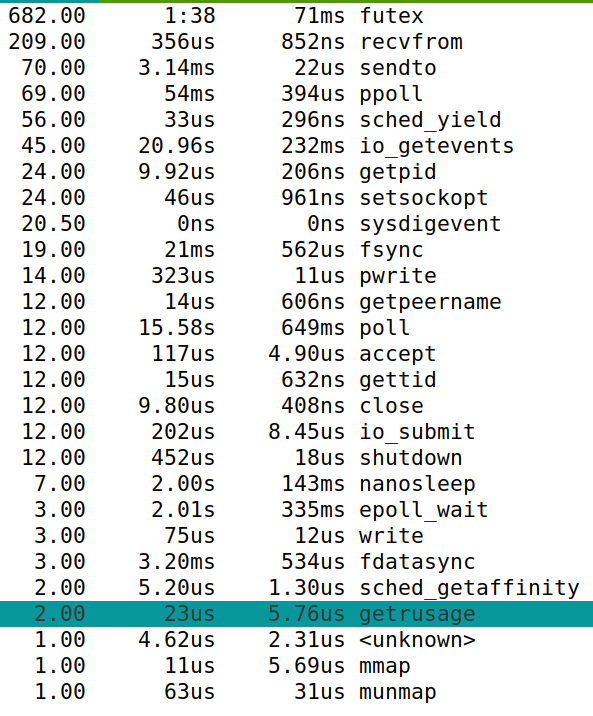 682.00 1:38 71ms futex
209.00 356us 852ns recvfrom
70.00 3.14ms 22us sendto
69.00 54ms 394us ppoll
56.00 33us 296ns sched_yield
45.00 20.96s 232ms io_getevents
24.00 9.92us 206ns getpid
24.00 46us 961ns setsockopt
20.50 0ns 0ns sysdigevent
19.00 21ms 562us fsync
14.00 323us 11us pwrite
12.00 14us 606ns getpeername
12.00 15.58s 649ms poll
12.00 117us 4.90us accept
12.00 15us 632ns gettid
12.00 9.80us 408ns close
12.00 202us 8.45us io_submit
12.00 452us 18us shutdown
7.00 2.00s 143ms nanosleep
3.00 2.01s 335ms epoll_wait
3.00 75us 12us write
3.00 3.20ms 534us fdatasync
2.00 5.20us 1.30us sched_getaffinity
2.00 23us 5.76us getrusage
1.00 4.62us 2.31us <unknown>
1.00 11us 5.69us mmap
1.00 63us 31us munmap